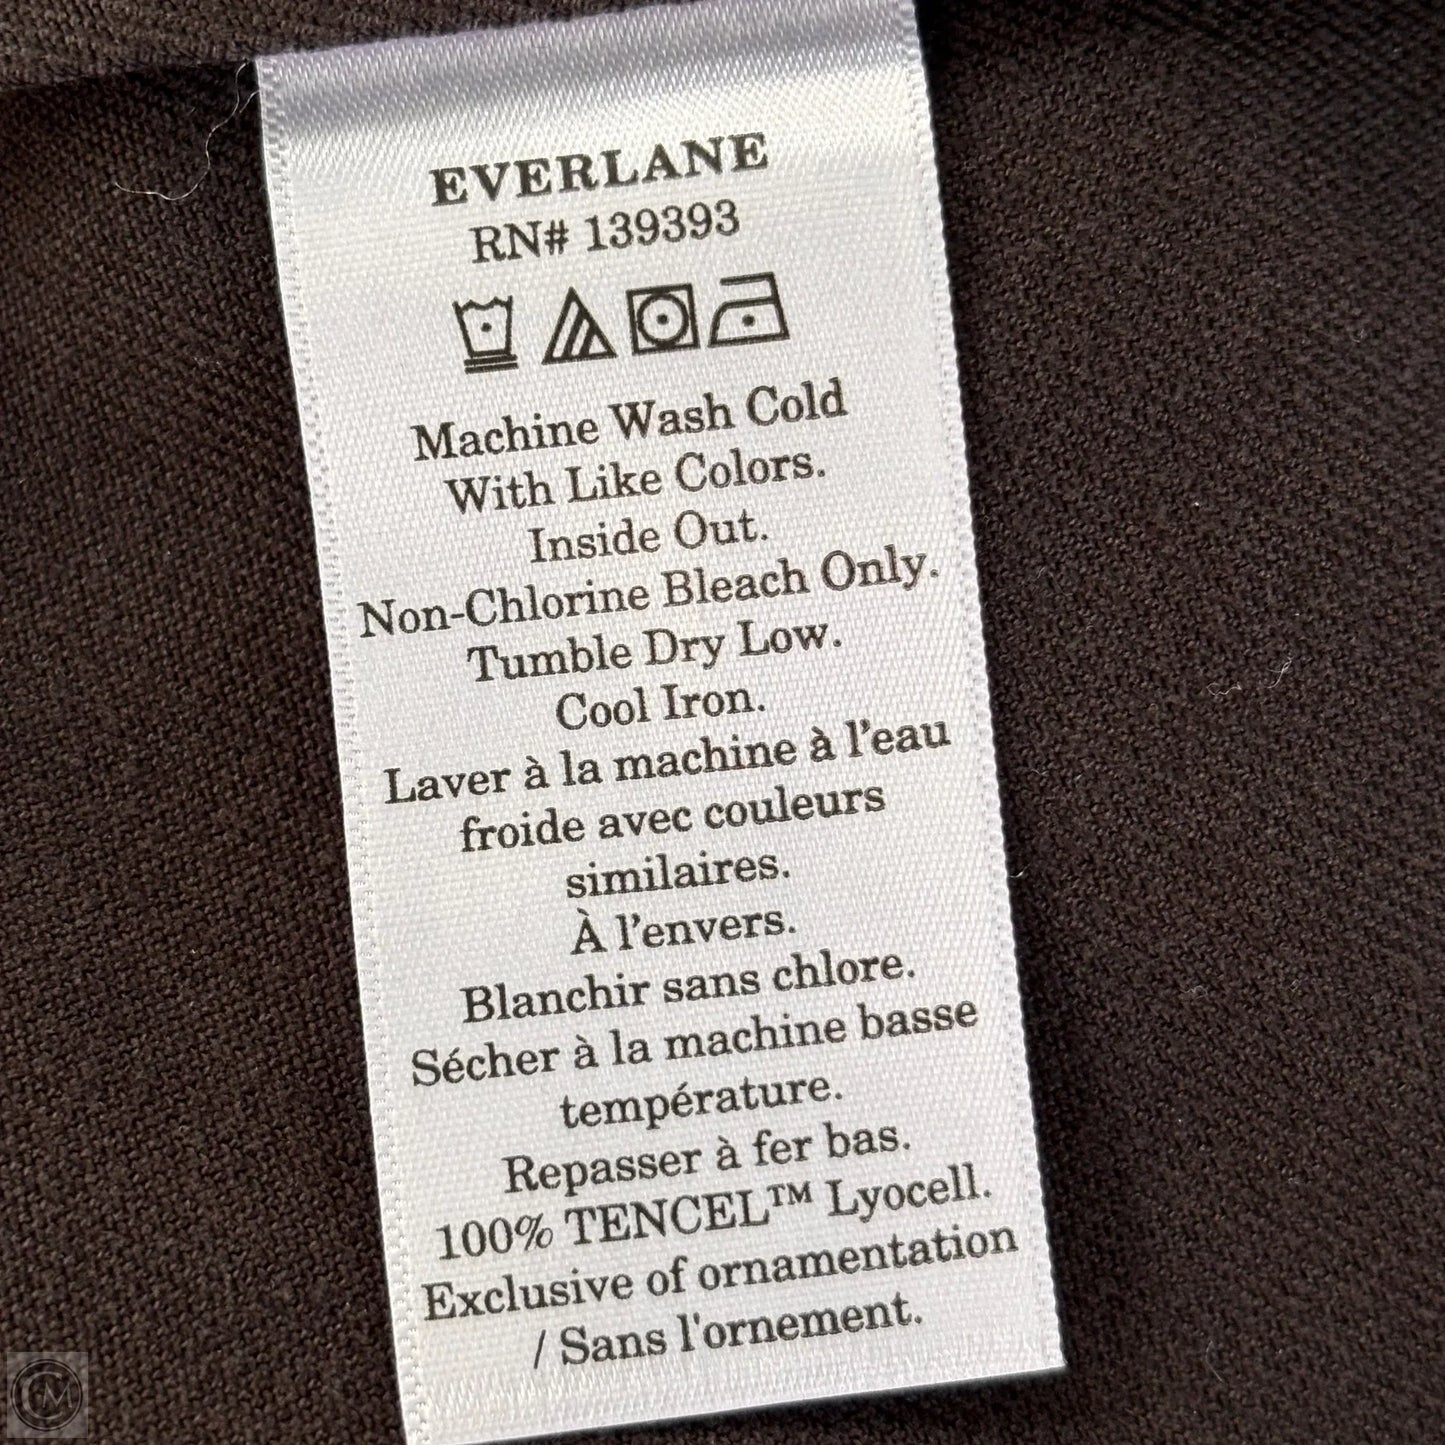 EVERLANE
RN# 139393
Machine Wash Cold
With Like Colors.
Inside Out.
Non-Chlorine Bleach Only.
Tumble Dry Low.
Cool Iron.
Laver à la machine à l'eau
froide avec couleurs
similaires.
À l'envers.
Blanchir sans chlore.
Sécher à la machine basse
température.
Repasser à fer bas.
100% TENCEL™ Lyocell.
Exclusive of ornamentation
/ Sans l'ornement.